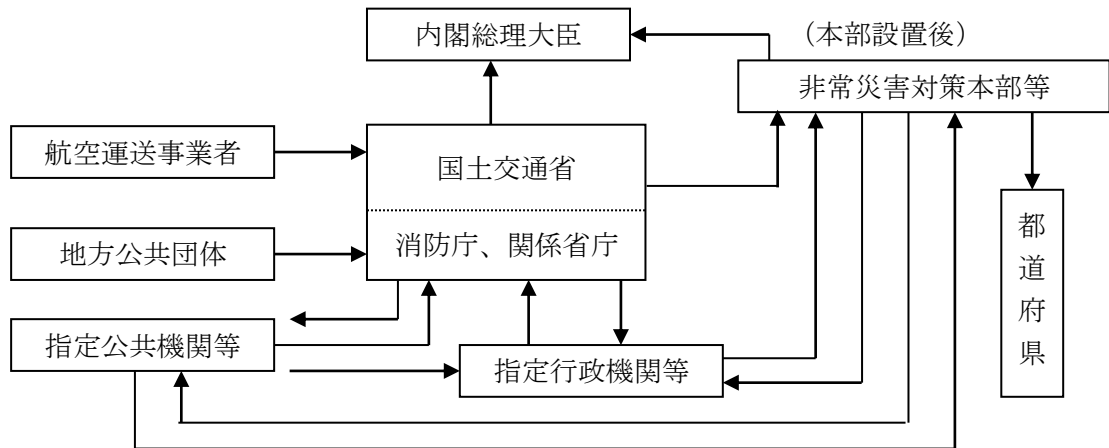 内閣総理大臣
（本部設置後）
非常災害対策本部等
航空運送事業者
国土交通省
地方公共団体
消防庁、関係省庁
都道府県
指定公共機関等
指定行政機関等